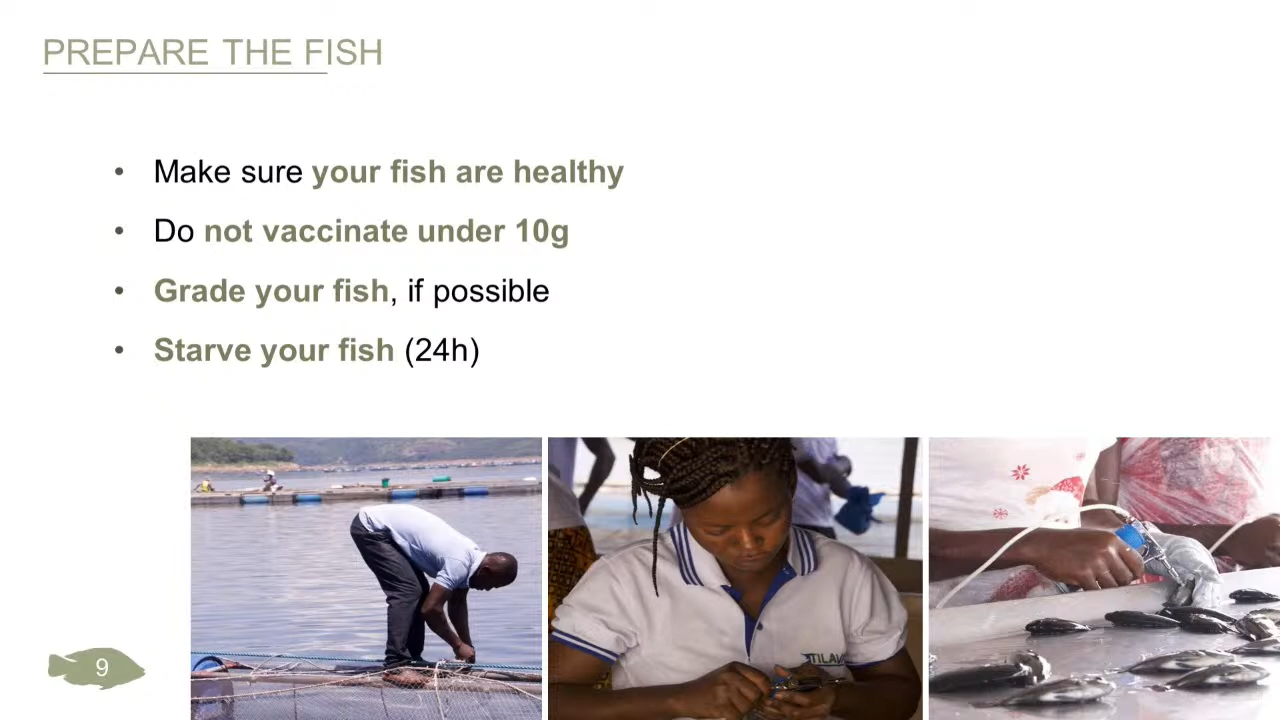 PREPARE THE FISH
• Make sure your fish are healthy
• Do not vaccinate under 10g
• Grade your fish, if possible
• Starve your fish (24h)
9